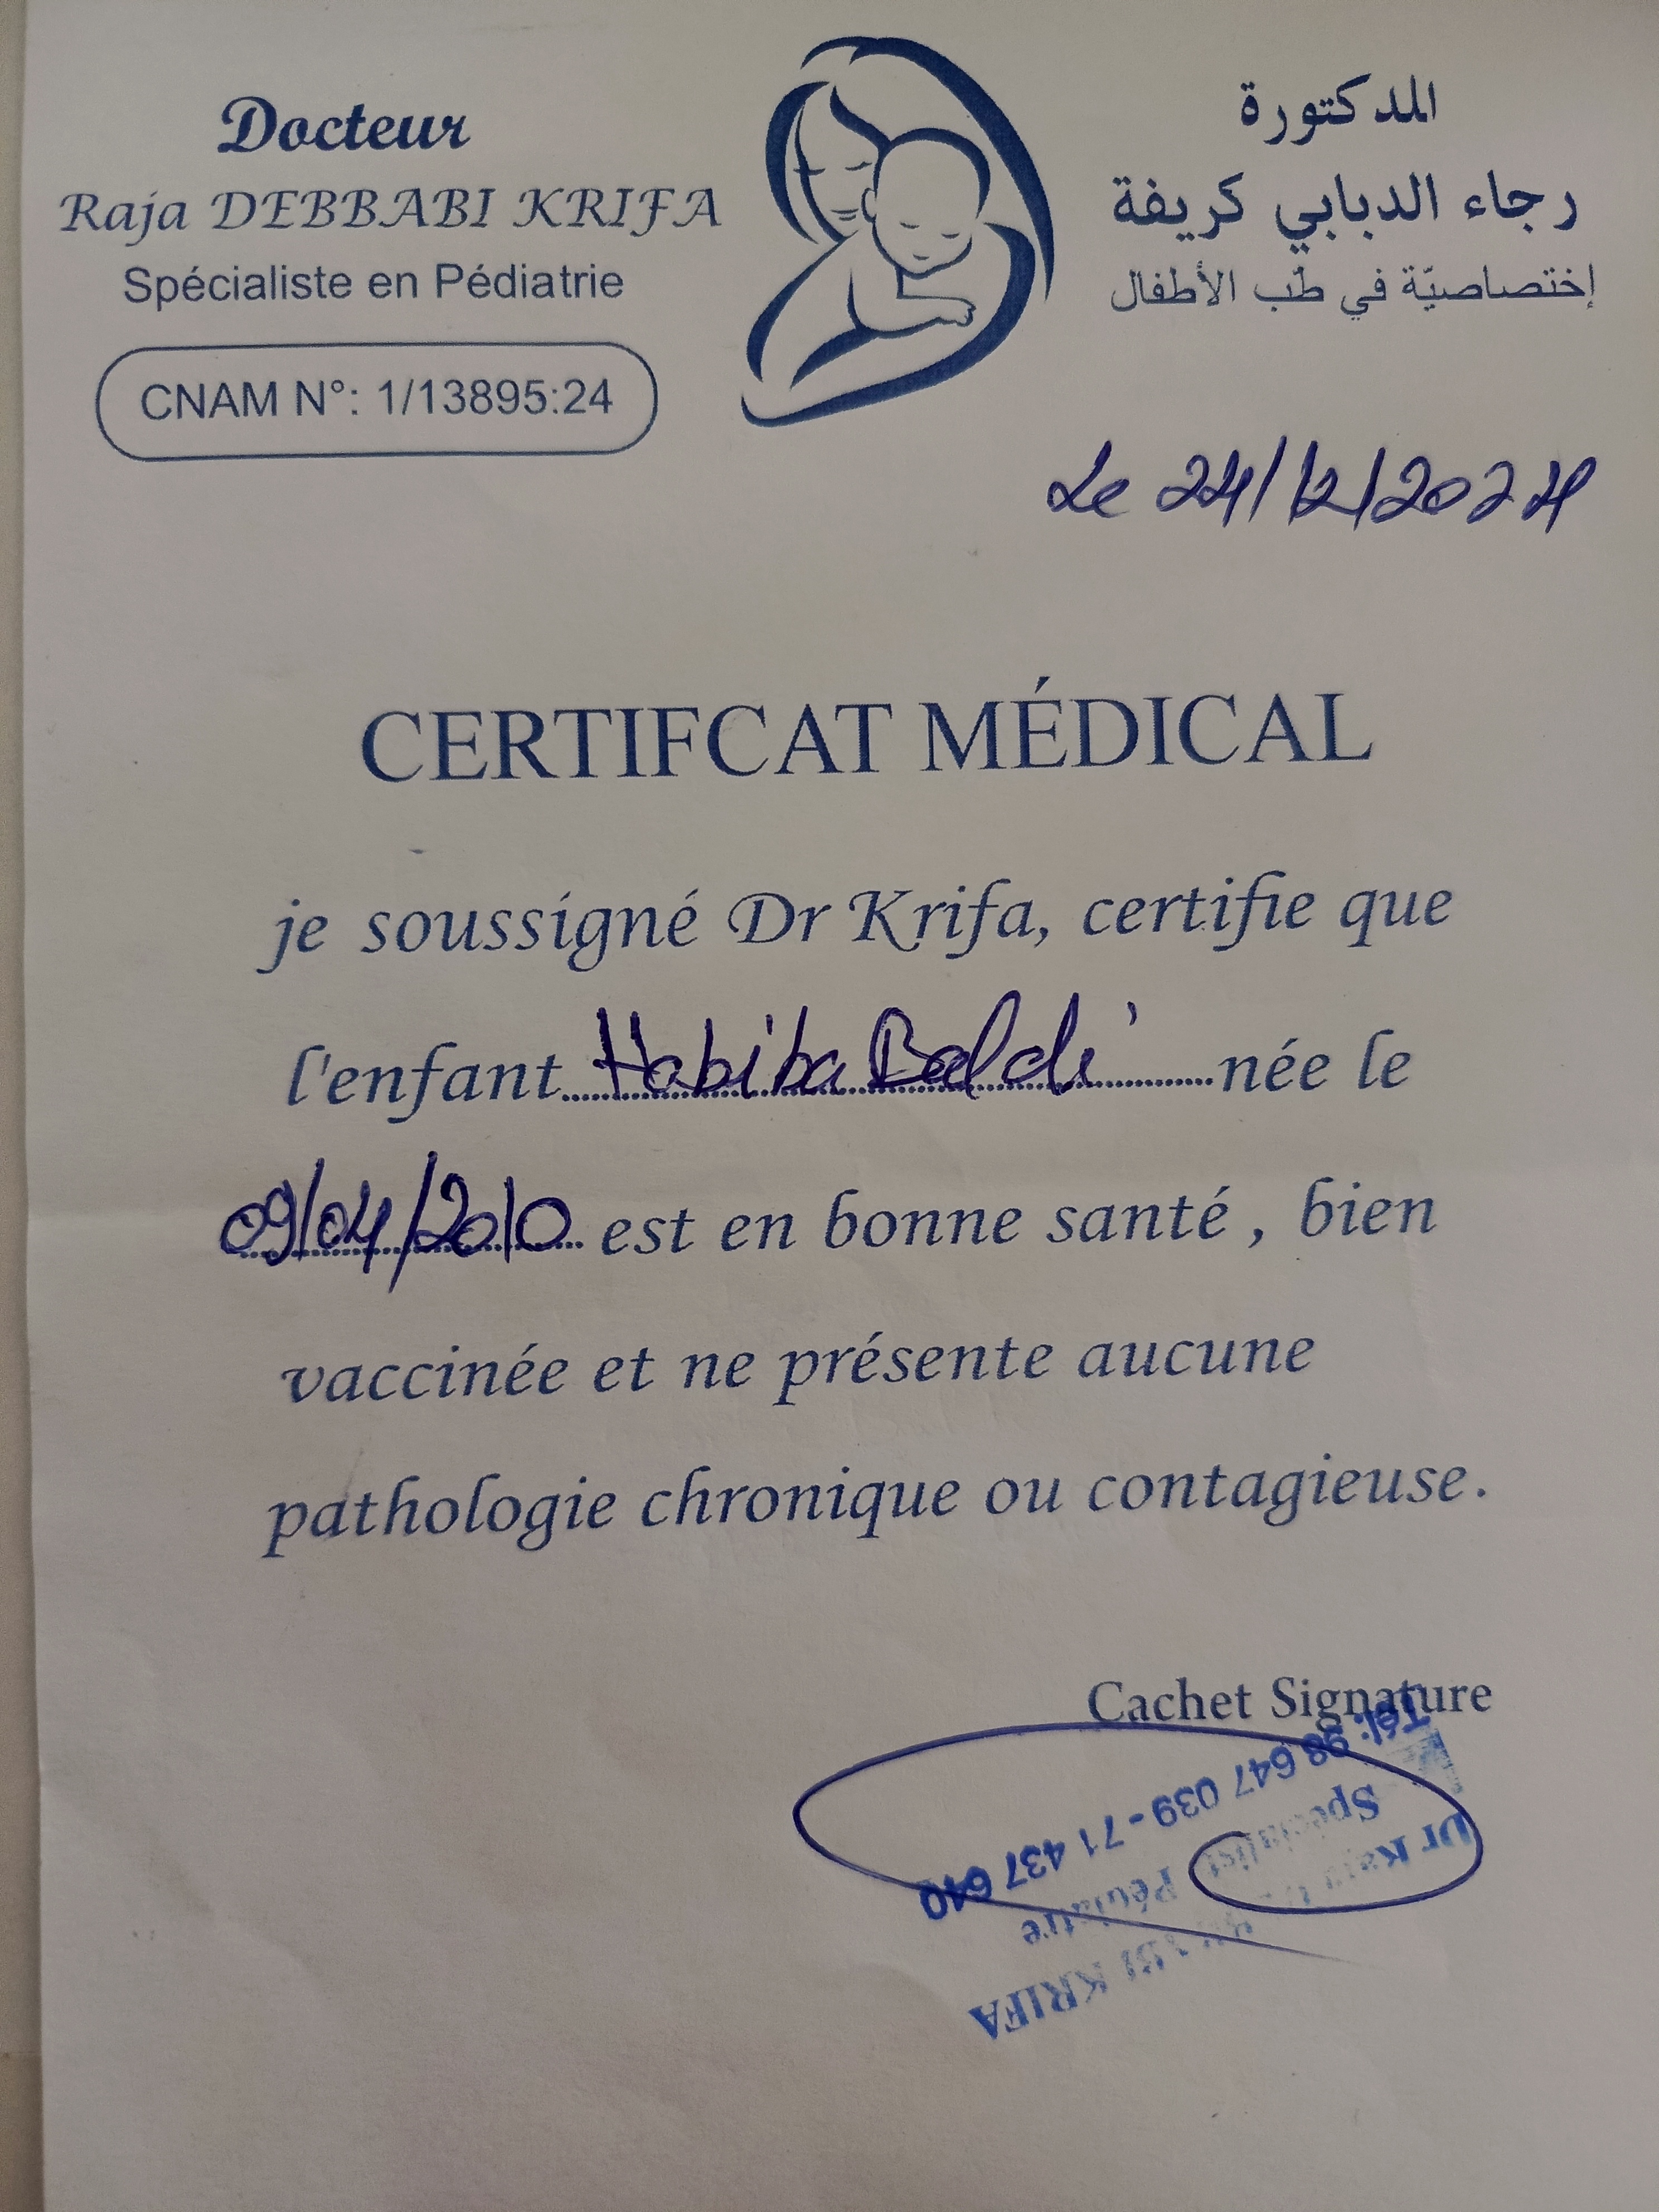 Docteur
Raja DEBBABI KRIFA
Spécialiste en Pédiatrie
CNAM N°: 1/13895:24
الدكتورة
رجاء الدبابي كريفة
إختصاصيّة في طبّ الأطفال
Le 24/12/2024
CERTIFCAT MÉDICAL
je soussigné Dr Krifa, certifie que
l'enfant Habiba Baldi née le
09/04/2010 est en bonne santé , bien
vaccinée et ne présente aucune
pathologie chronique ou contagieuse.
Cachet Signature
Dr Raja KRIFA
Spécialiste Pédiatrie
Tél: 98 647 039 - 71 437 640